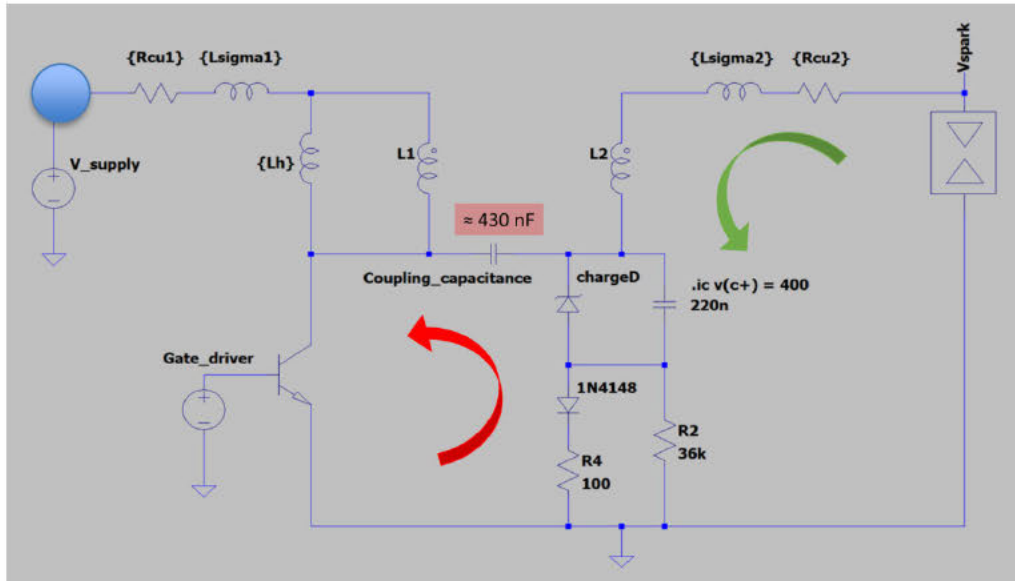 {Rcu1} {Lsigma1}
{Lsigma2} {Rcu2}
Vspark
V_supply
{Lh}
L1
L2
≈ 430 nF
Coupling_capacitance
chargeD
.ic v(c+) = 400
220n
Gate_driver
1N4148
R4
100
R2
36k